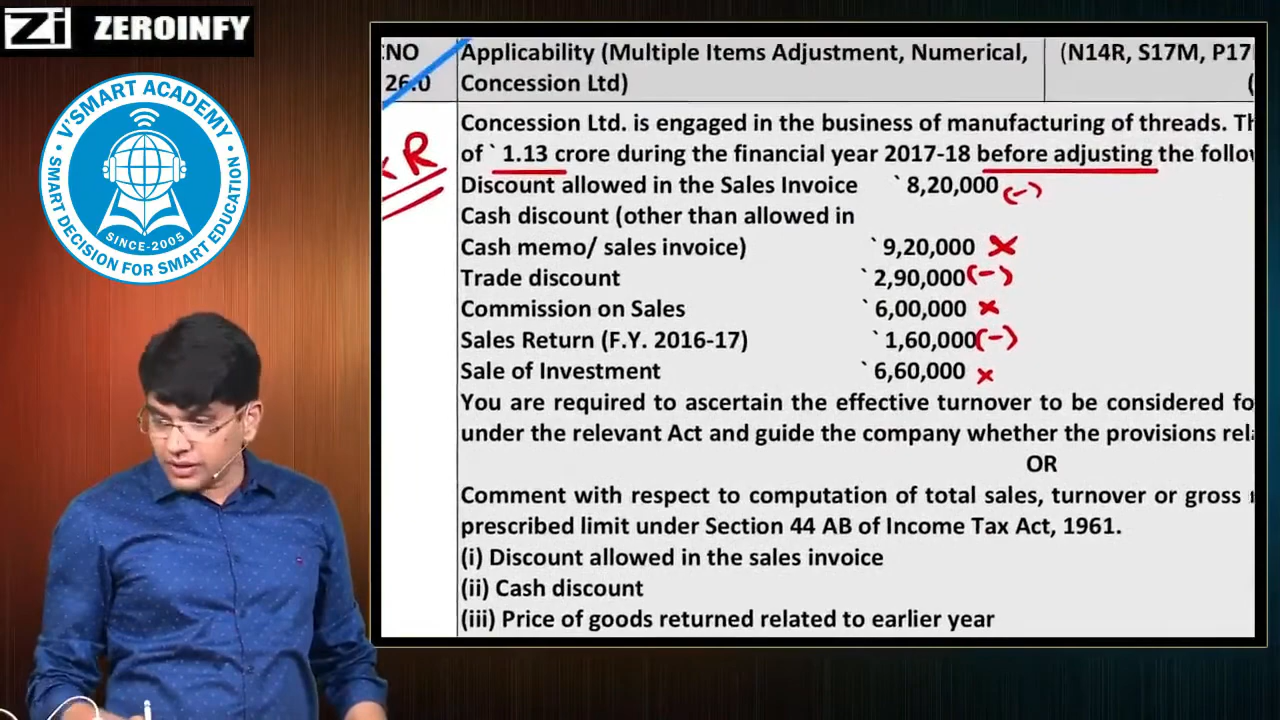 Zi ZEROINFY
V'SMART ACADEMY
SINCE-2005
SMART DECISION FOR SMART EDUCATION
NO
26.0
Applicability (Multiple Items Adjustment, Numerical,
Concession Ltd)
(N14R, S17M, P17
(
R
Concession Ltd. is engaged in the business of manufacturing of threads.
of ` 1.13 crore during the financial year 2017-18 before adjusting the
Discount allowed in the Sales Invoice ` 8,20,000 (-)
Cash discount (other than allowed in
Cash memo/ sales invoice) ` 9,20,000 ×
Trade discount ` 2,90,000 (-)
Commission on Sales ` 6,00,000 ×
Sales Return (F.Y. 2016-17) ` 1,60,000 (-)
Sale of Investment ` 6,60,000 ×
You are required to ascertain the effective turnover to be considered
under the relevant Act and guide the company whether the provisions
OR
Comment with respect to computation of total sales, turnover or gross
prescribed limit under Section 44 AB of Income Tax Act, 1961.
(i) Discount allowed in the sales invoice
(ii) Cash discount
(iii) Price of goods returned related to earlier year